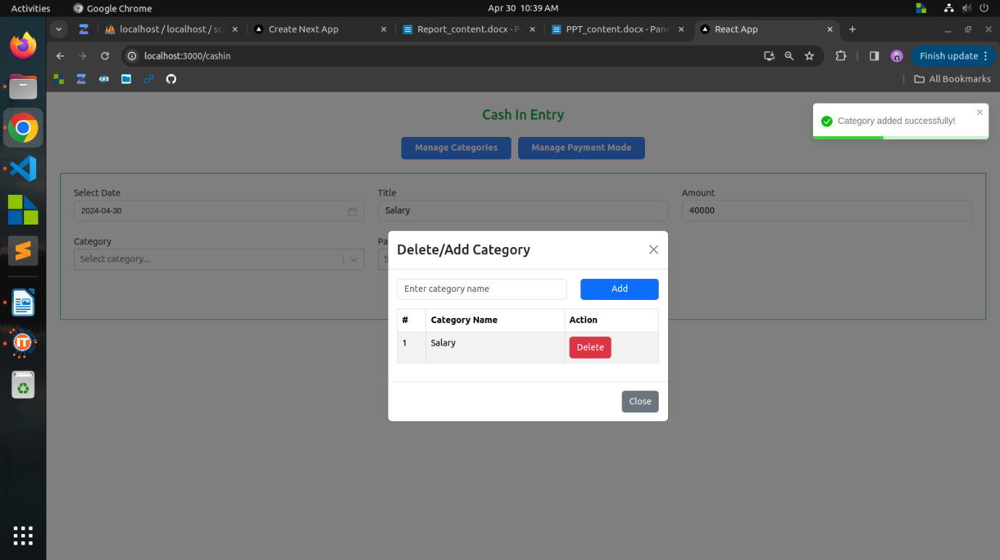 Activities Google Chrome Apr 30 10:39 AM
localhost / localhost / sc Create Next App Report_content.docx - P PPT_content.docx - Pano React App
localhost:3000/cashin Finish update
All Bookmarks
Cash In Entry
Category added successfully!
Manage Categories Manage Payment Mode
Select Date Title Amount
2024-04-30 Salary 40000
Category Pa
Select category... S
Delete/Add Category
Enter category name Add
# Category Name Action
1 Salary Delete
Close
IT